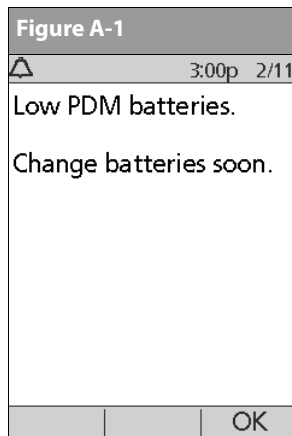 Figure A-1
3:00p 2/11
Low PDM batteries.
Change batteries soon.
OK